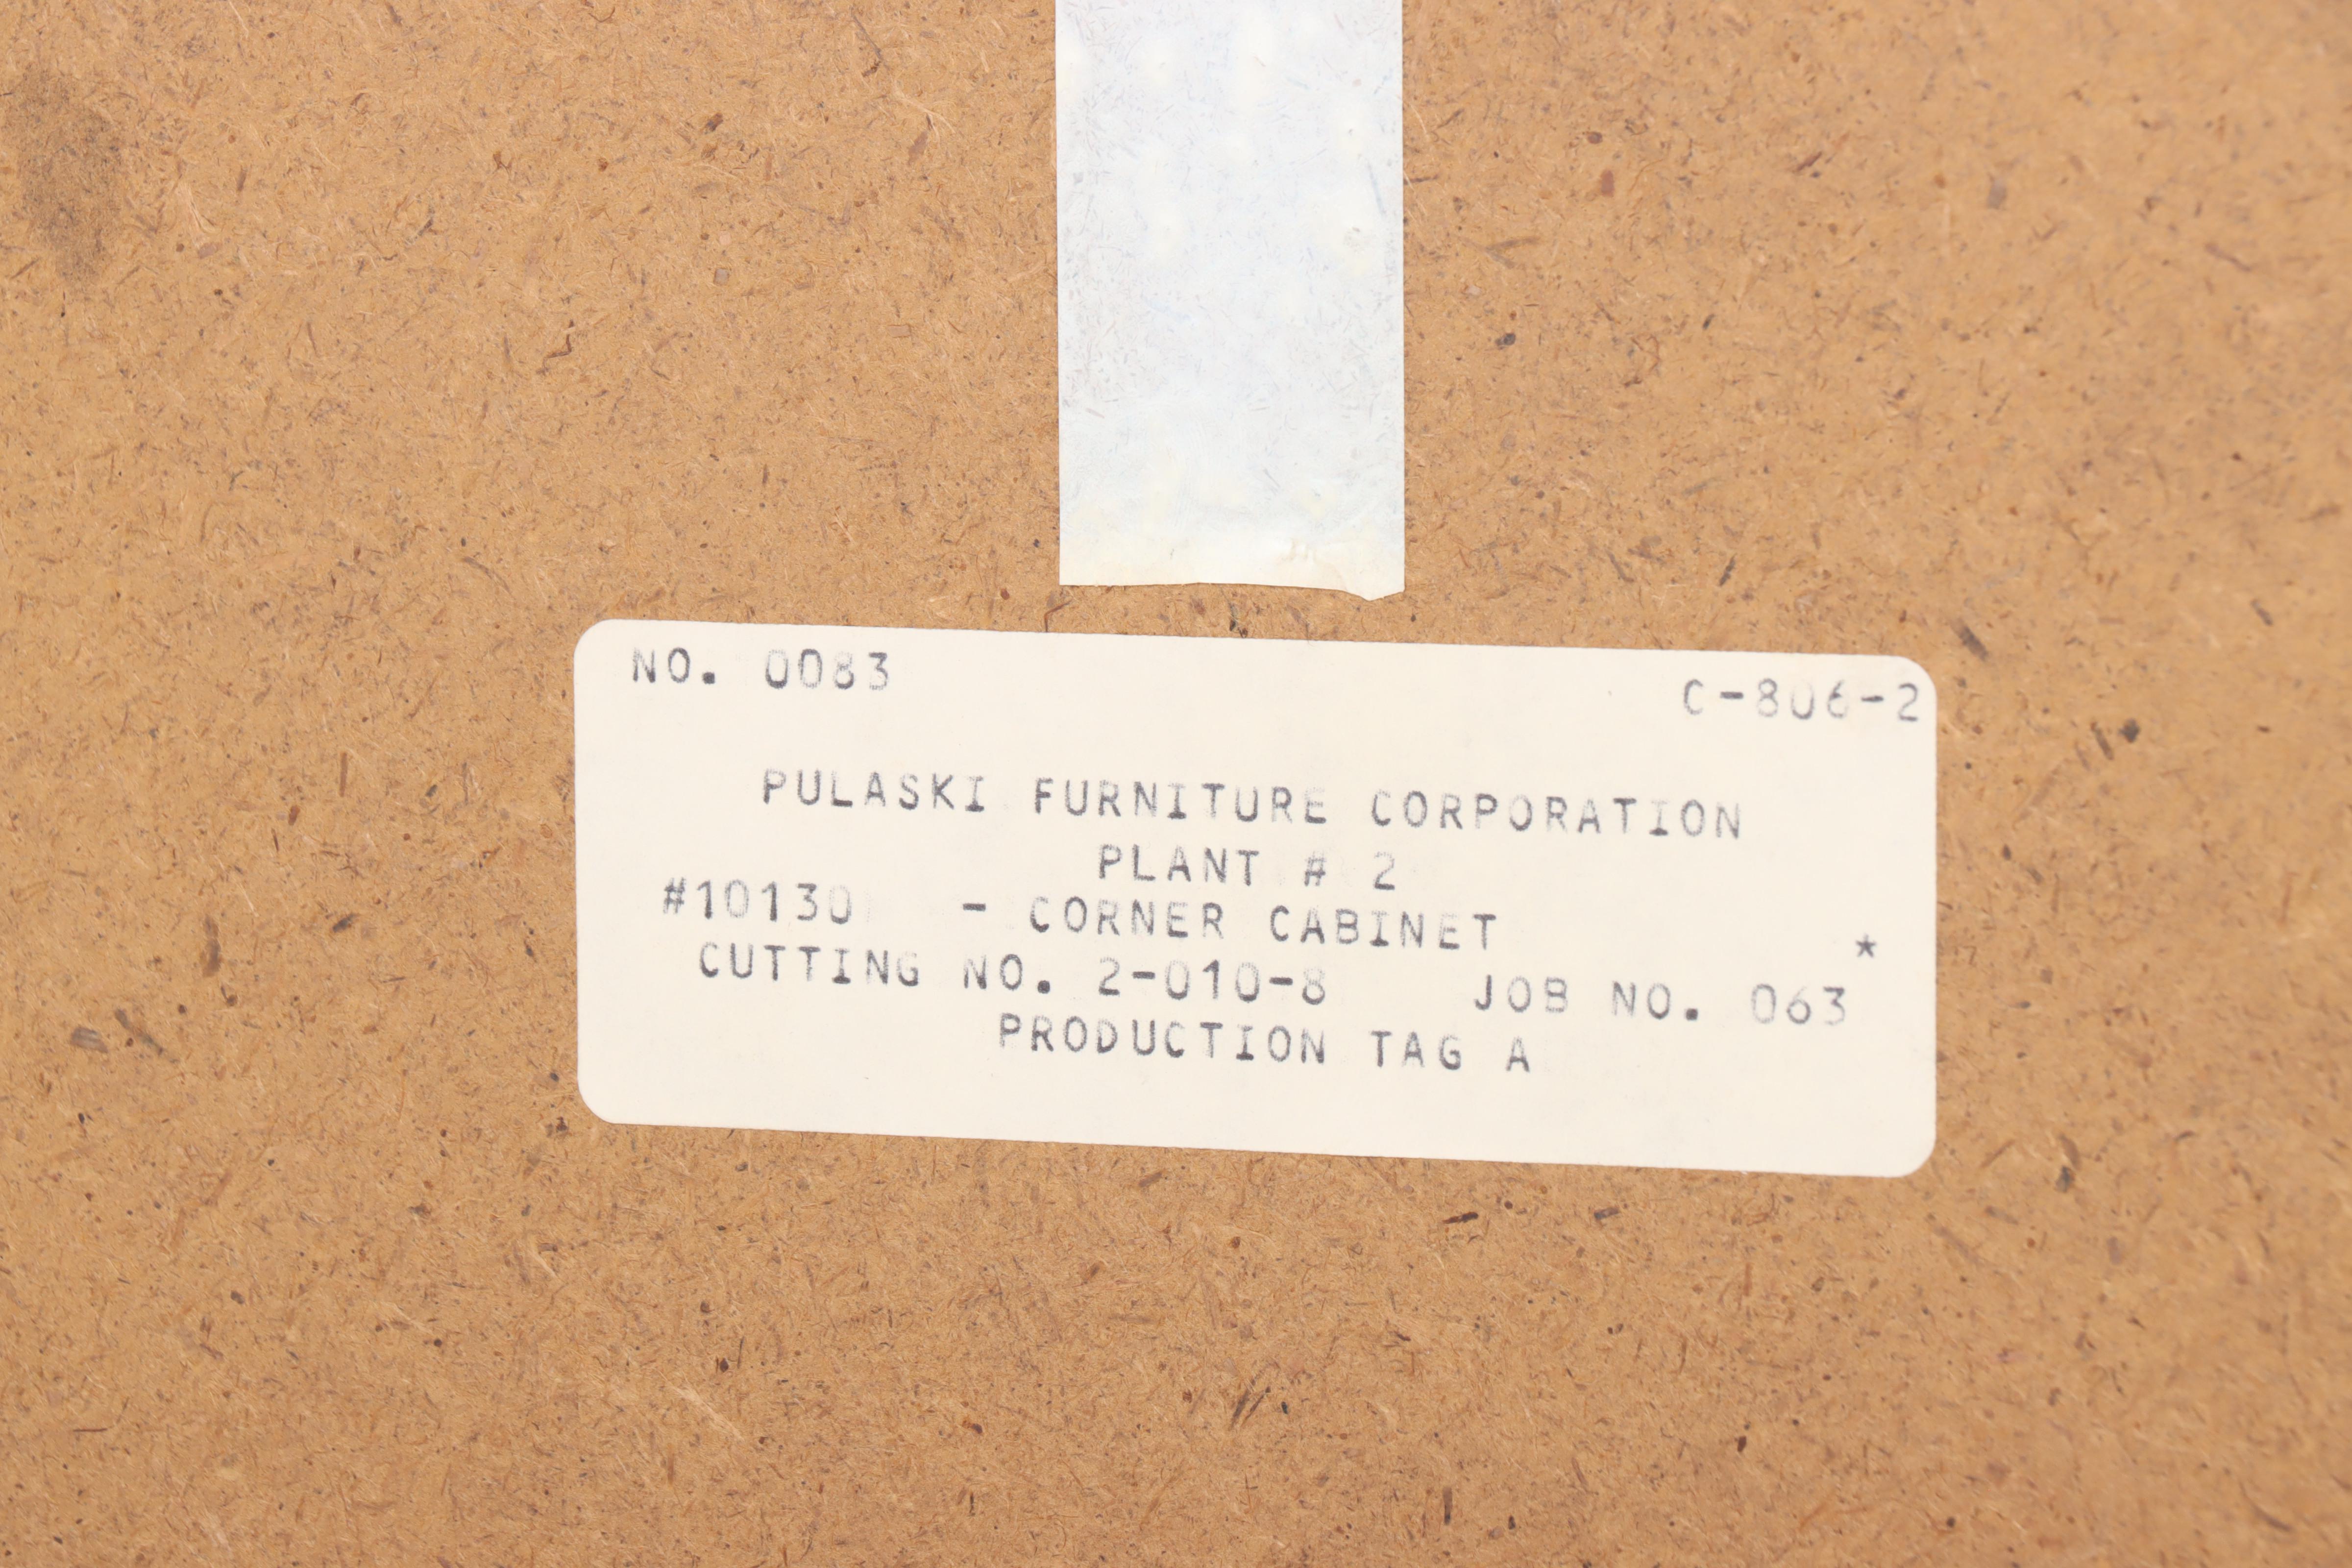 NO. 0083 C-806-2
PULASKI FURNITURE CORPORATION
PLANT # 2
#10130 - CORNER CABINET
*
CUTTING NO. 2-010-8 JOB NO. 063
PRODUCTION TAG A